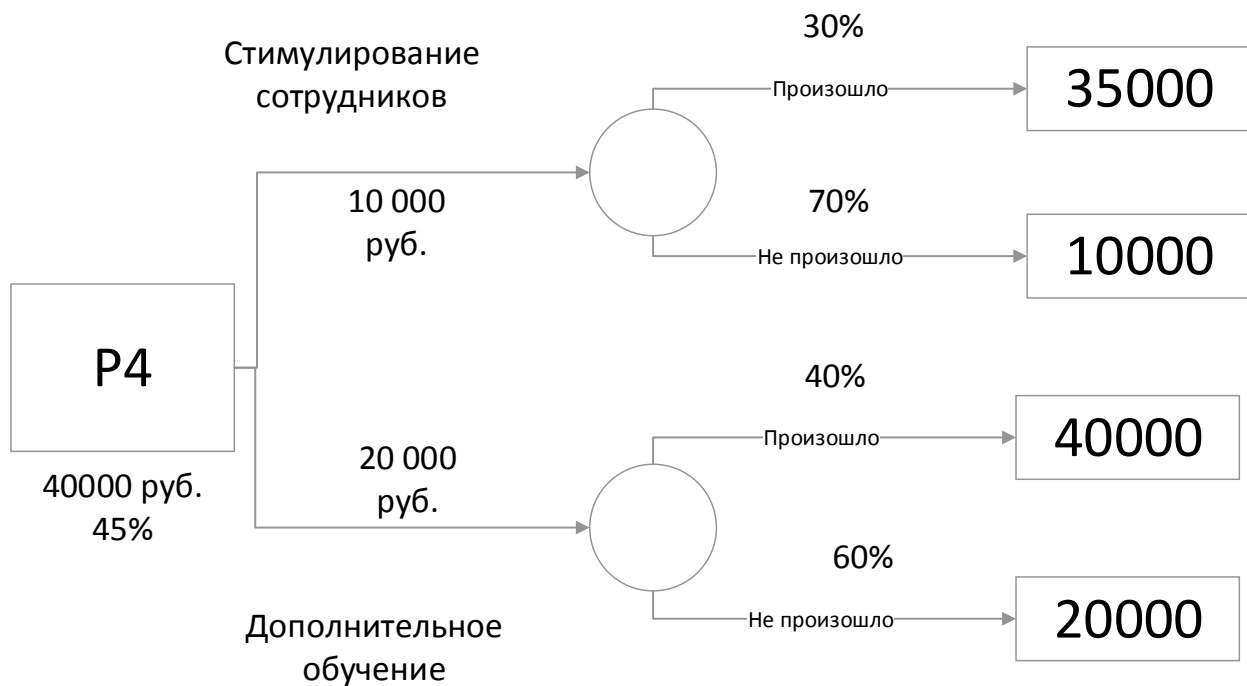 30%
Стимулирование
сотрудников
Произошло
35000
10 000
руб.
70%
Не произошло
10000
Р4
40000 руб.
45%
40%
Произошло
40000
20 000
руб.
60%
Не произошло
20000
Дополнительное
обучение